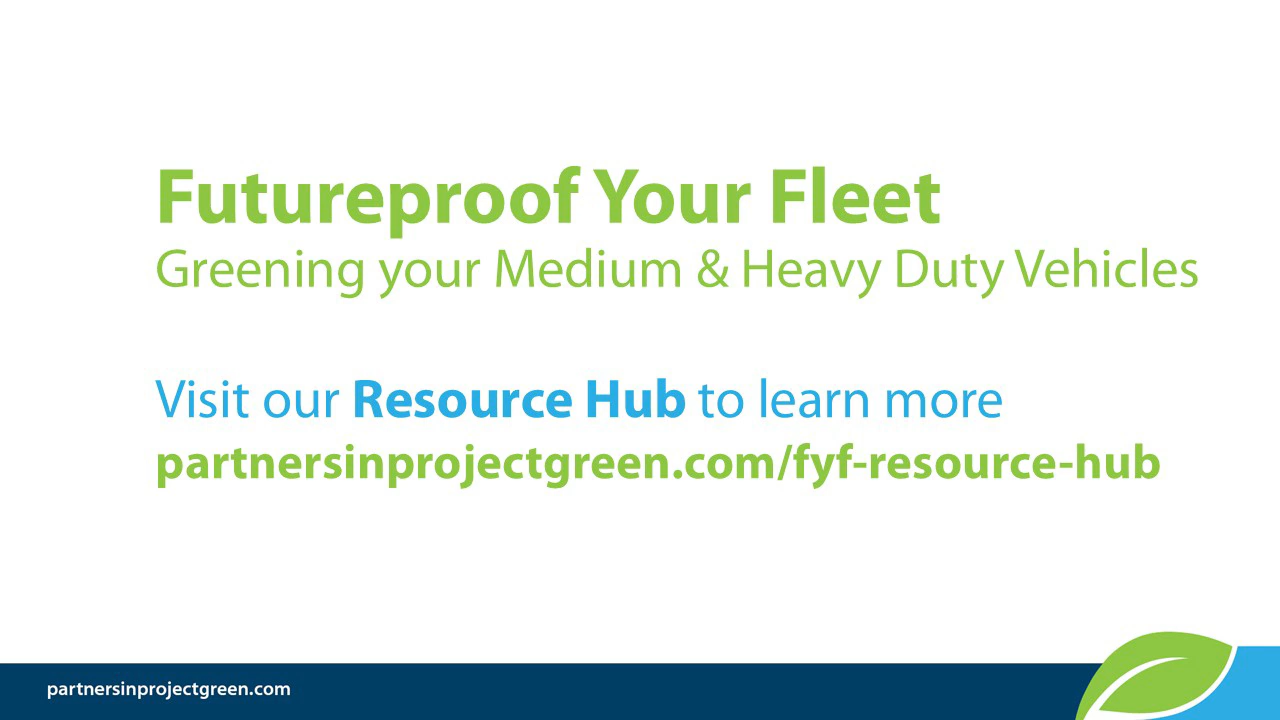 Futureproof Your Fleet
Greening your Medium & Heavy Duty Vehicles
Visit our Resource Hub to learn more
partnersinprojectgreen.com/fyf-resource-hub
partnersinprojectgreen.com